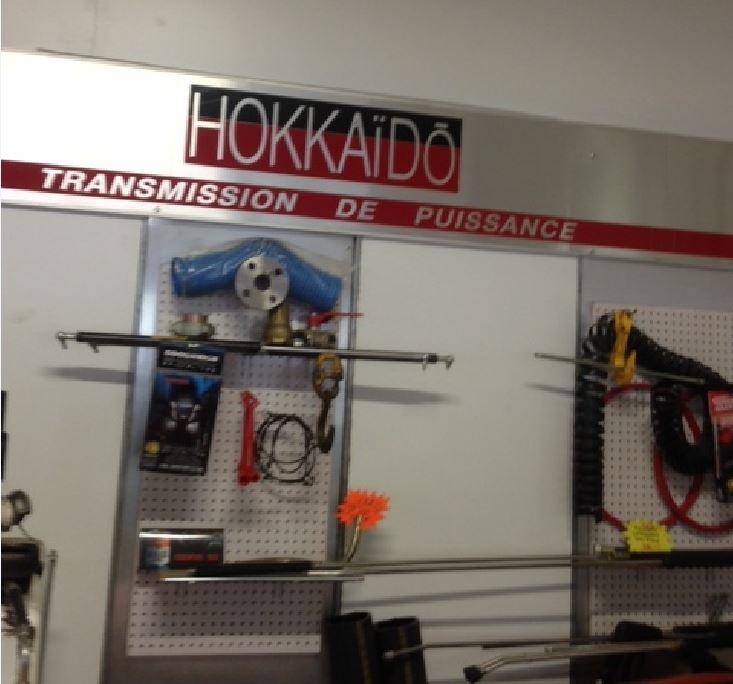 HOKKAÏDŌ
TRANSMISSION DE PUISSANCE